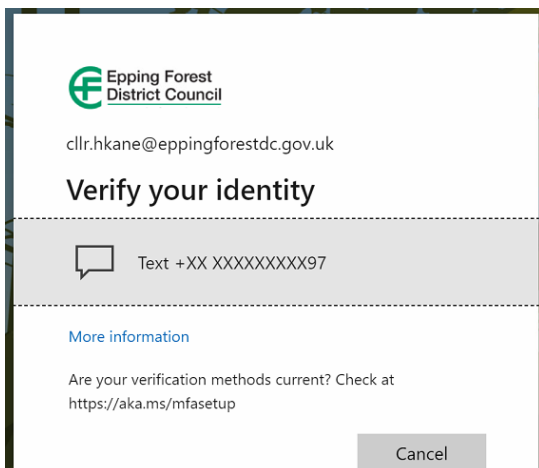 Epping Forest
District Council
cllr.hkane@eppingforestdc.gov.uk
Verify your identity
Text +XX XXXXXXXXX97
More information
Are your verification methods current? Check at
https://aka.ms/mfasetup
Cancel